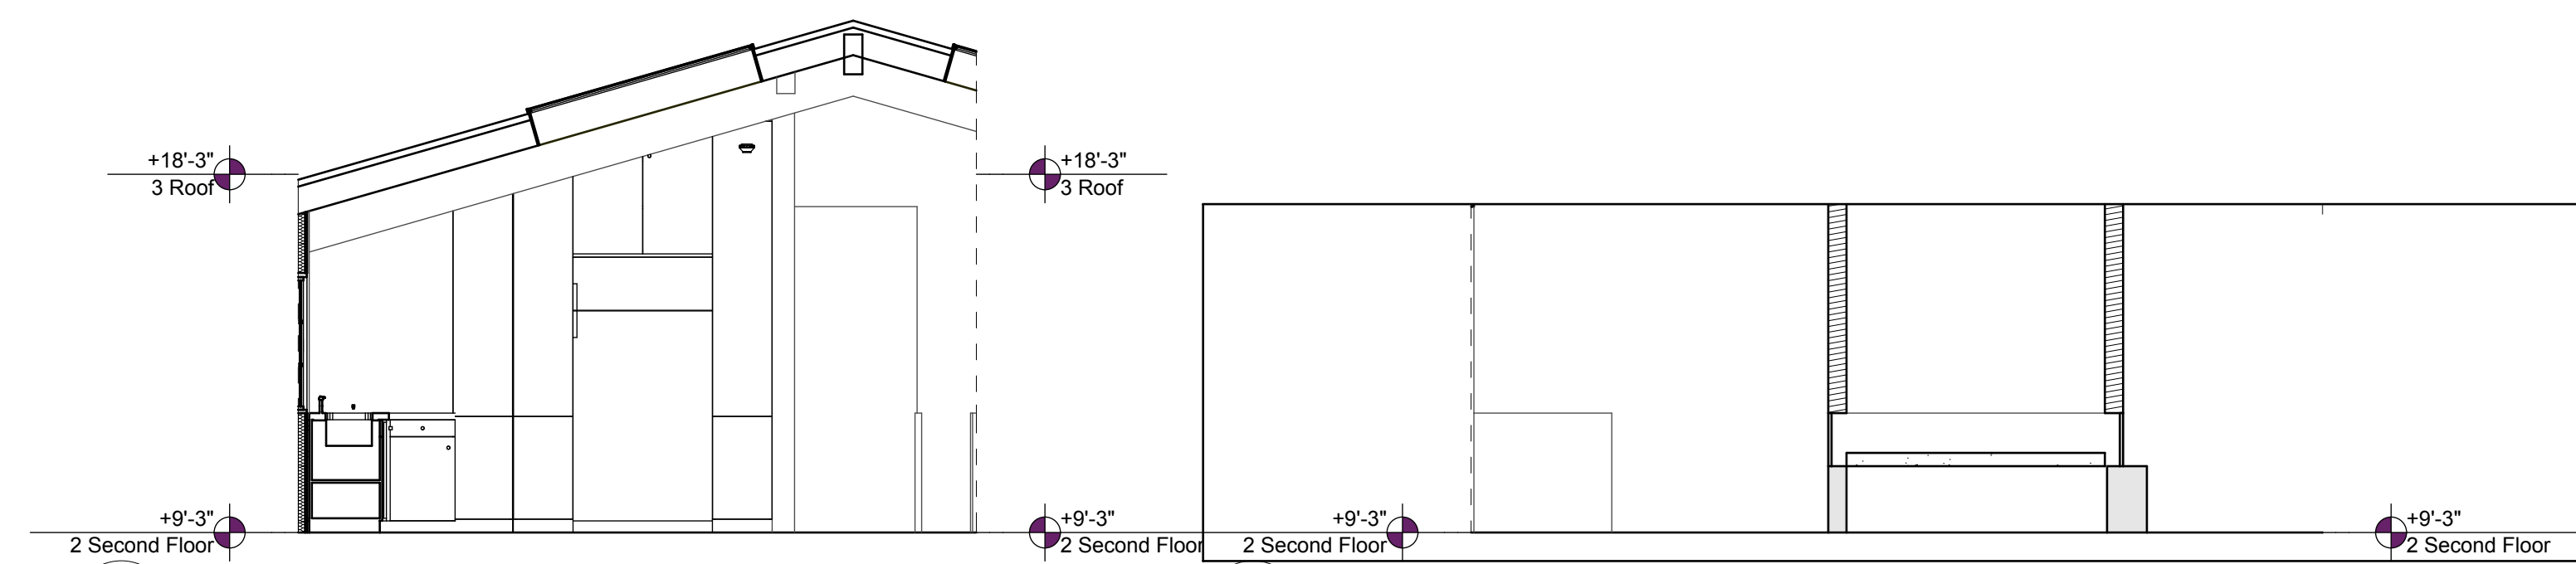 +18'-3"
3 Roof
+18'-3"
3 Roof
+9'-3"
2 Second Floor
+9'-3"
2 Second Floor
+9'-3"
2 Second Floor
+9'-3"
2 Second Floor